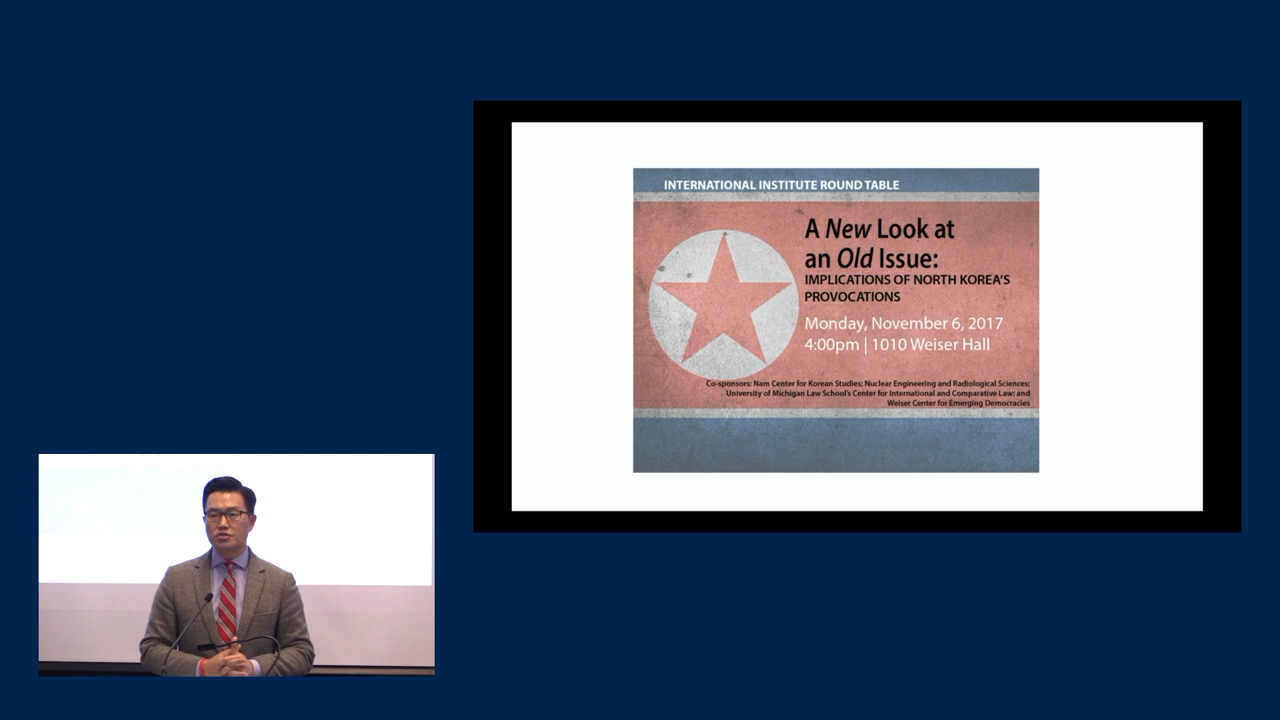 INTERNATIONAL INSTITUTE ROUND TABLE
A New Look at
an Old Issue:
IMPLICATIONS OF NORTH KOREA'S
PROVOCATIONS
Monday, November 6, 2017
4:00pm | 1010 Weiser Hall
Co-sponsors: Nam Center for Korean Studies; Nuclear Engineering and Radiological Sciences;
University of Michigan Law School's Center for International and Comparative Law; and
Weiser Center for Emerging Democracies